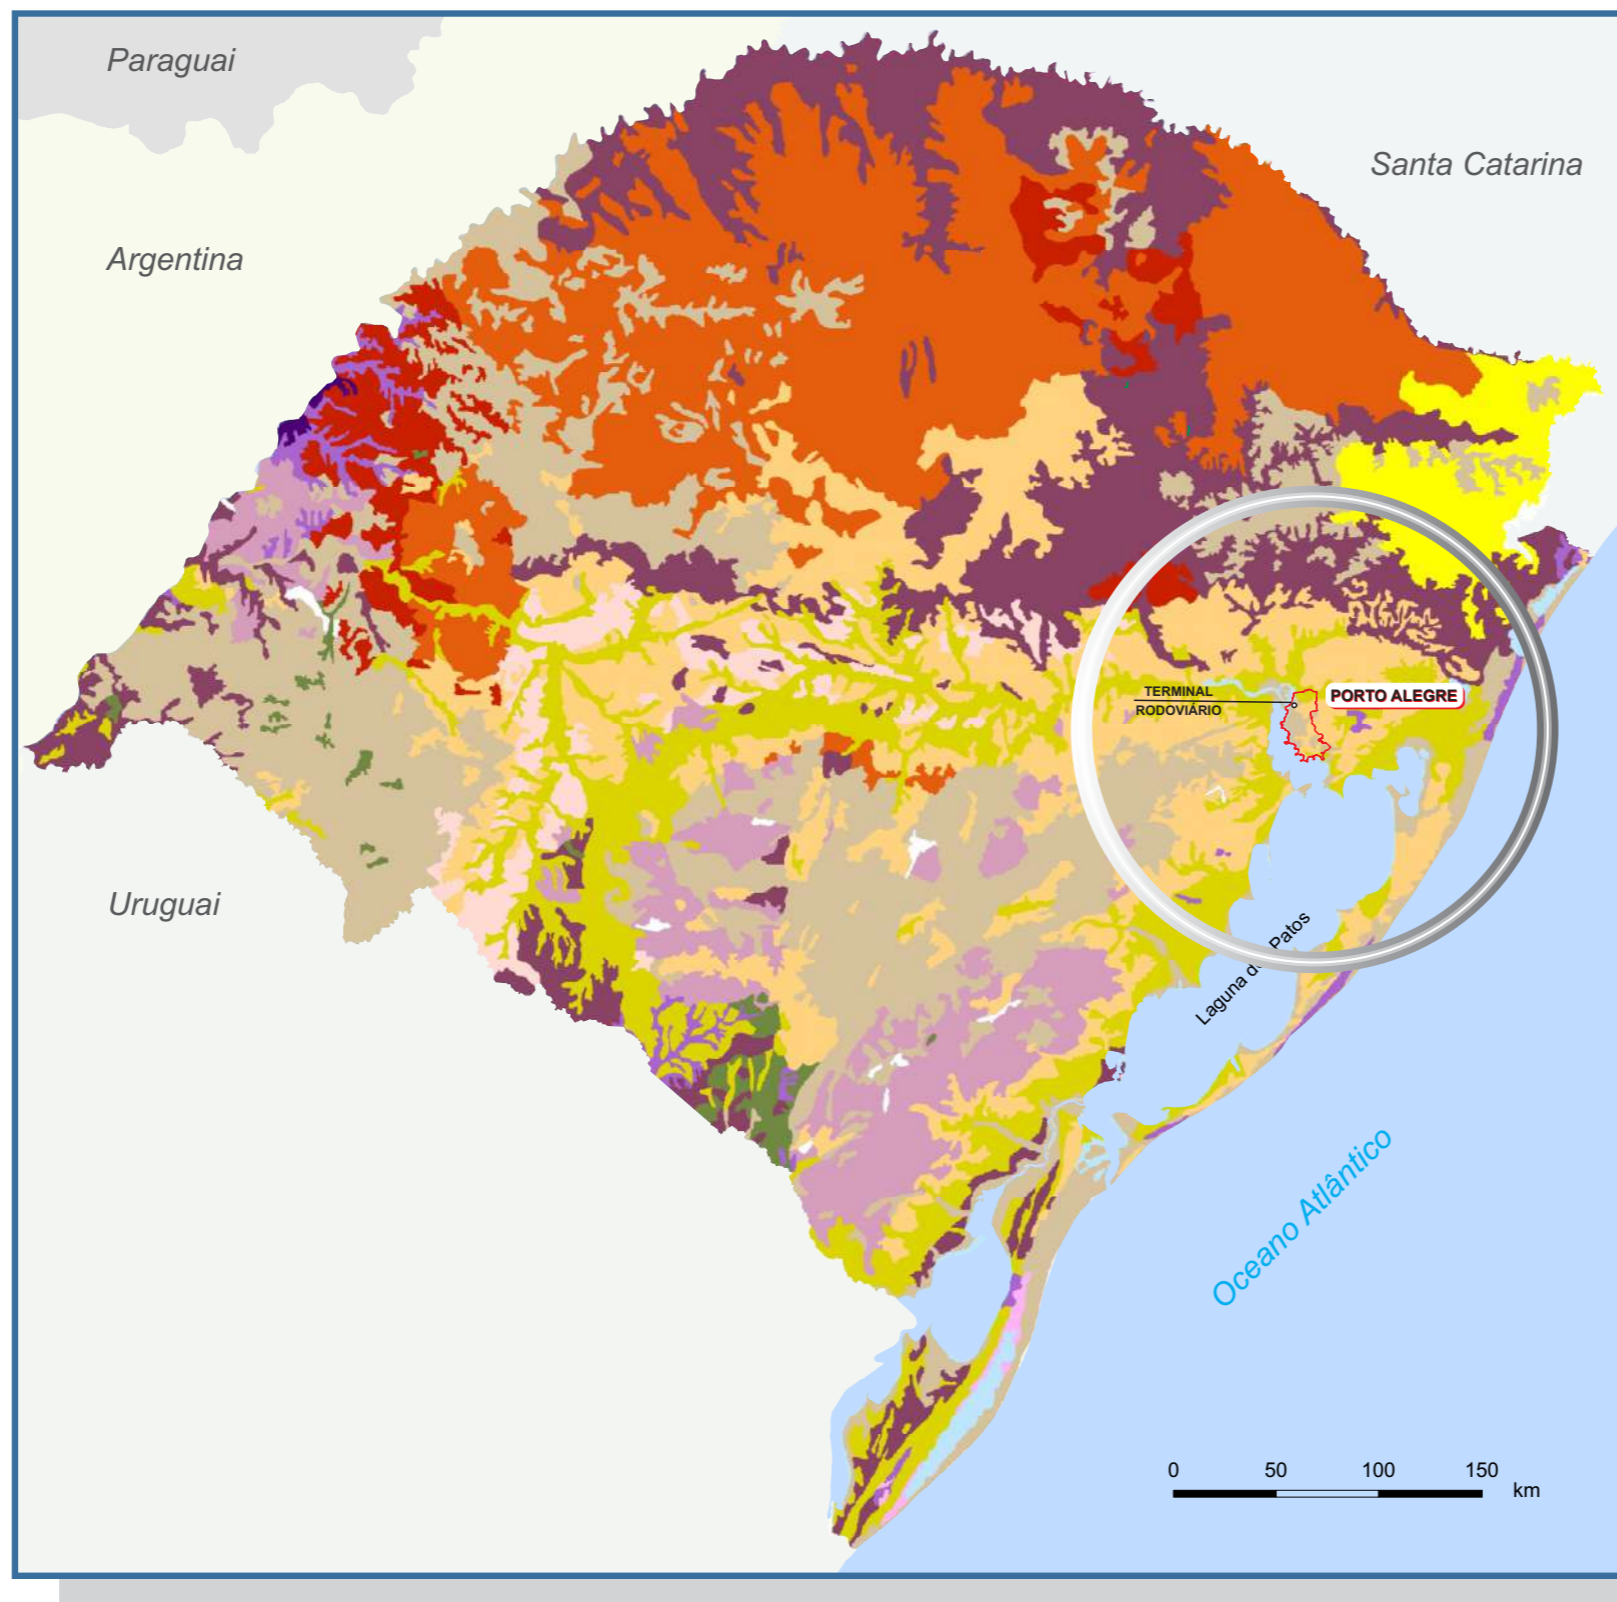 Paraguai
Santa Catarina
Argentina
TERMINAL
RODOVIÁRIO
PORTO ALEGRE
Uruguai
Laguna d Patos
Oceano Atlântico
0 50 100 150
km